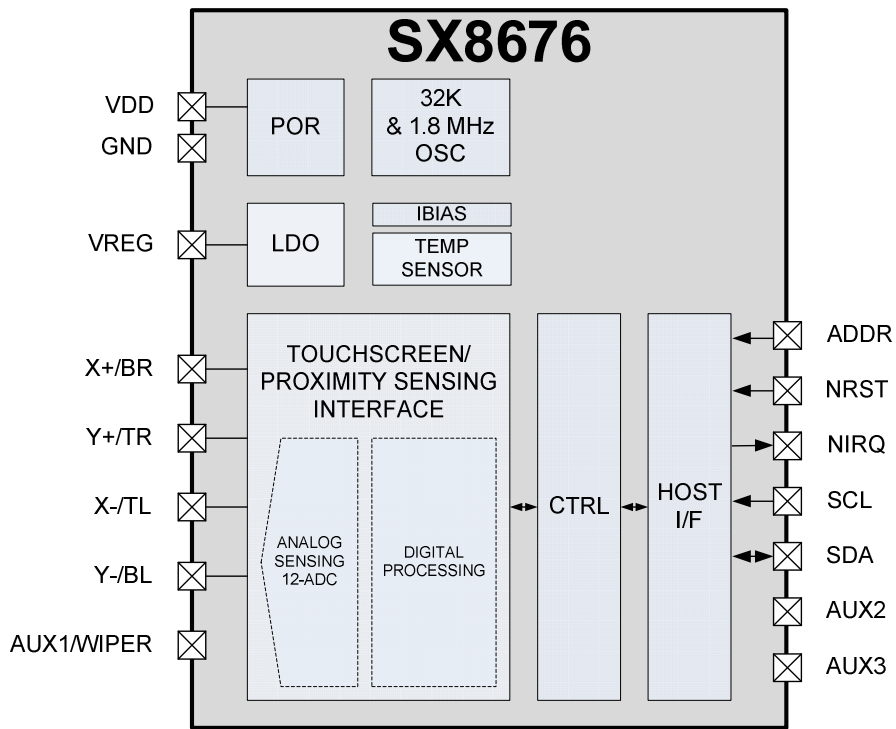 SX8676
VDD
GND
VREG
X+/BR
Y+/TR
X-/TL
Y-/BL
AUX1/WIPER
POR
32K
& 1.8 MHz
OSC
LDO
IBIAS
TEMP
SENSOR
TOUCHSCREEN/
PROXIMITY SENSING
INTERFACE
ANALOG
SENSING
12-ADC
DIGITAL
PROCESSING
CTRL
HOST
I/F
ADDR
NRST
NIRQ
SCL
SDA
AUX2
AUX3